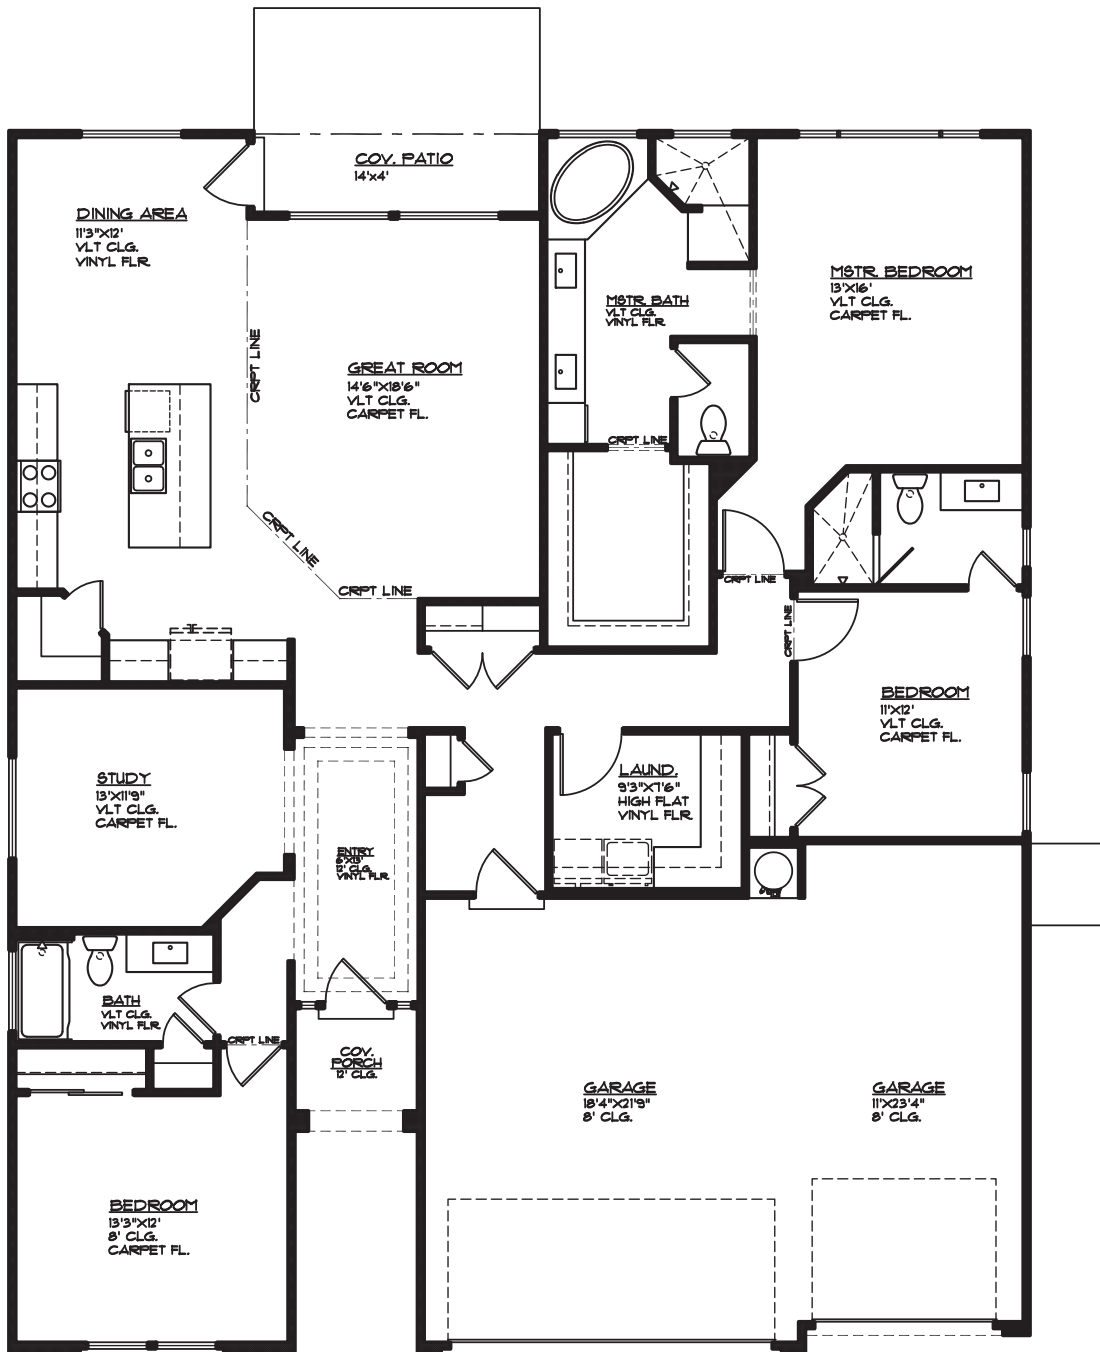 COV. PATIO
14'x4'
DINING AREA
11'3"X12'
VLT CLG.
VINYL FLR.
MSTR. BEDROOM
13'X16'
VLT CLG.
CARPET FL.
MSTR. BATH
VLT CLG.
VINYL FLR.
CRPT LINE
GREAT ROOM
14'6"X18'6"
VLT CLG.
CARPET FL.
CRPT LINE
CRPT LINE
CRPT LINE
CRPT LINE
CRPT LINE
BEDROOM
11'X12'
VLT CLG.
CARPET FL.
STUDY
13'X11'9"
VLT CLG.
CARPET FL.
LAUND.
9'3"X7'6"
HIGH FLAT
VINYL FLR.
ENTRY
12' CLG.
VINYL FLR.
BATH
VLT CLG.
VINYL FLR.
CRPT LINE
COV.
PORCH
12' CLG.
GARAGE
18'4"X21'9"
8' CLG.
GARAGE
11'X23'4"
8' CLG.
BEDROOM
13'3"X12'
8' CLG.
CARPET FL.